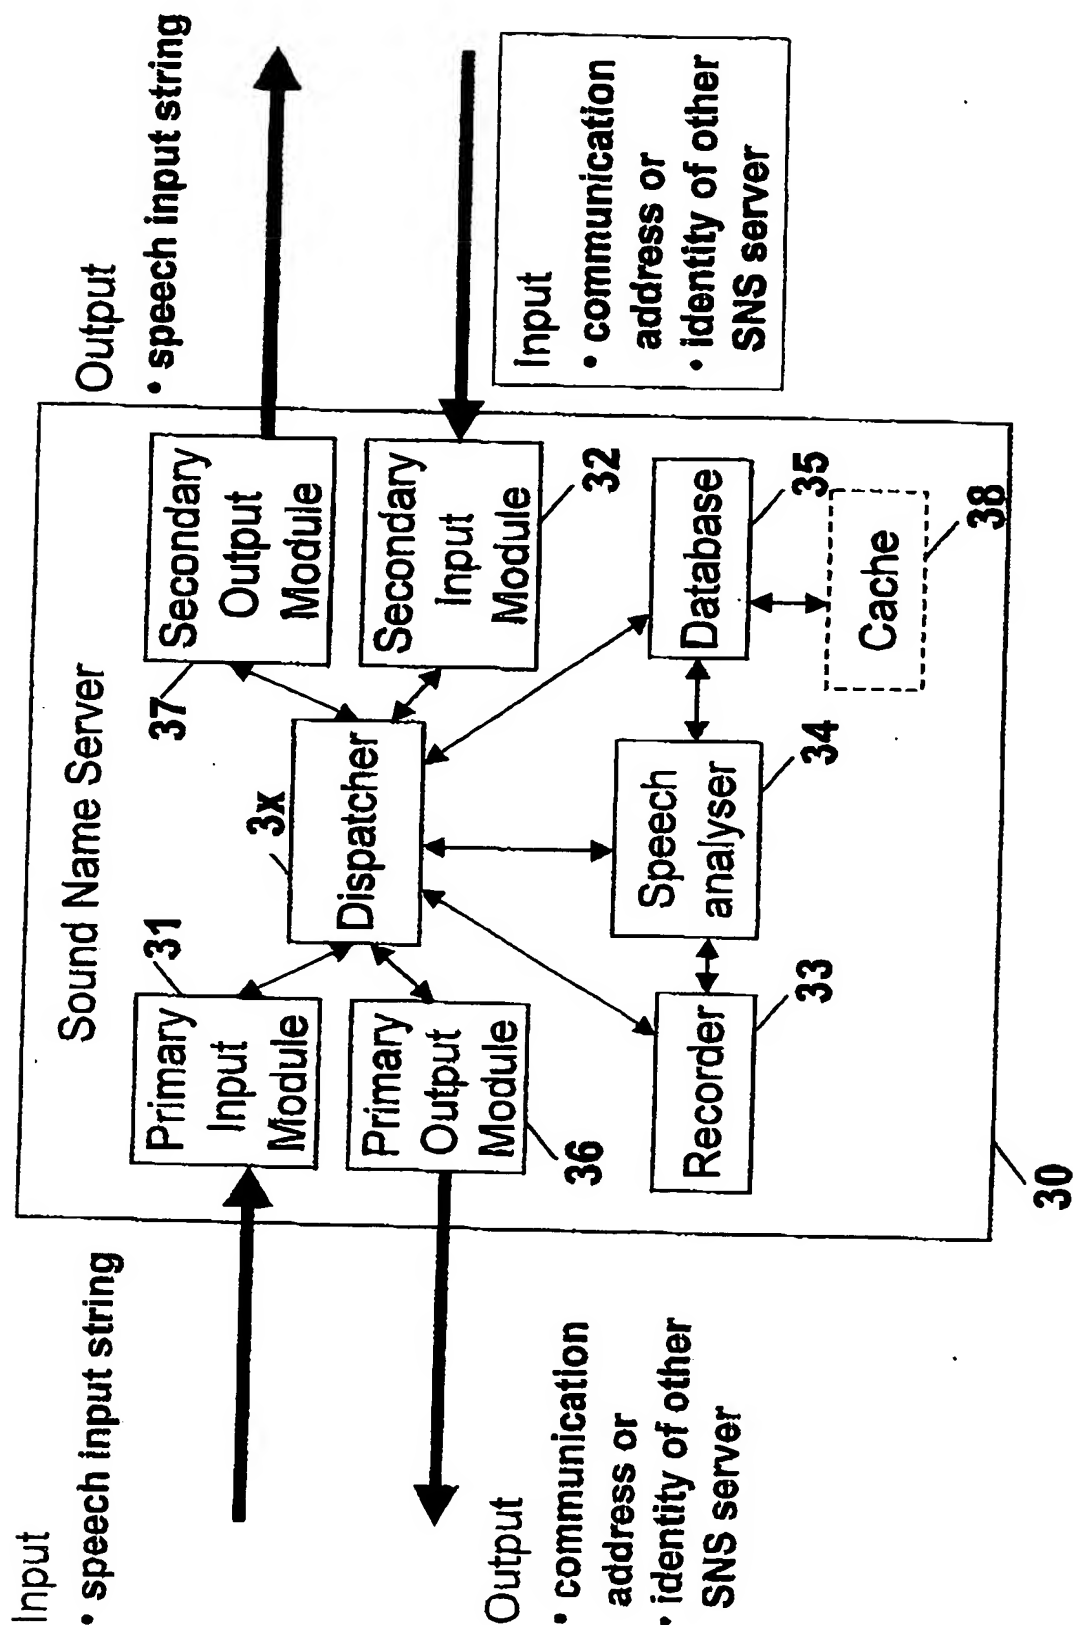 Input
• speech input string
Output
• communication
address or
• identity of other
SNS server
Sound Name Server
Primary
Input
Module
31
Primary
Output
Module
36
3x
Dispatcher
Recorder
33
Speech
analyser
34
Database
35
Cache
38
37
Secondary
Output
Module
Secondary
Input
Module
32
30
Output
• speech input string
Input
• communication
address or
• identity of other
SNS server